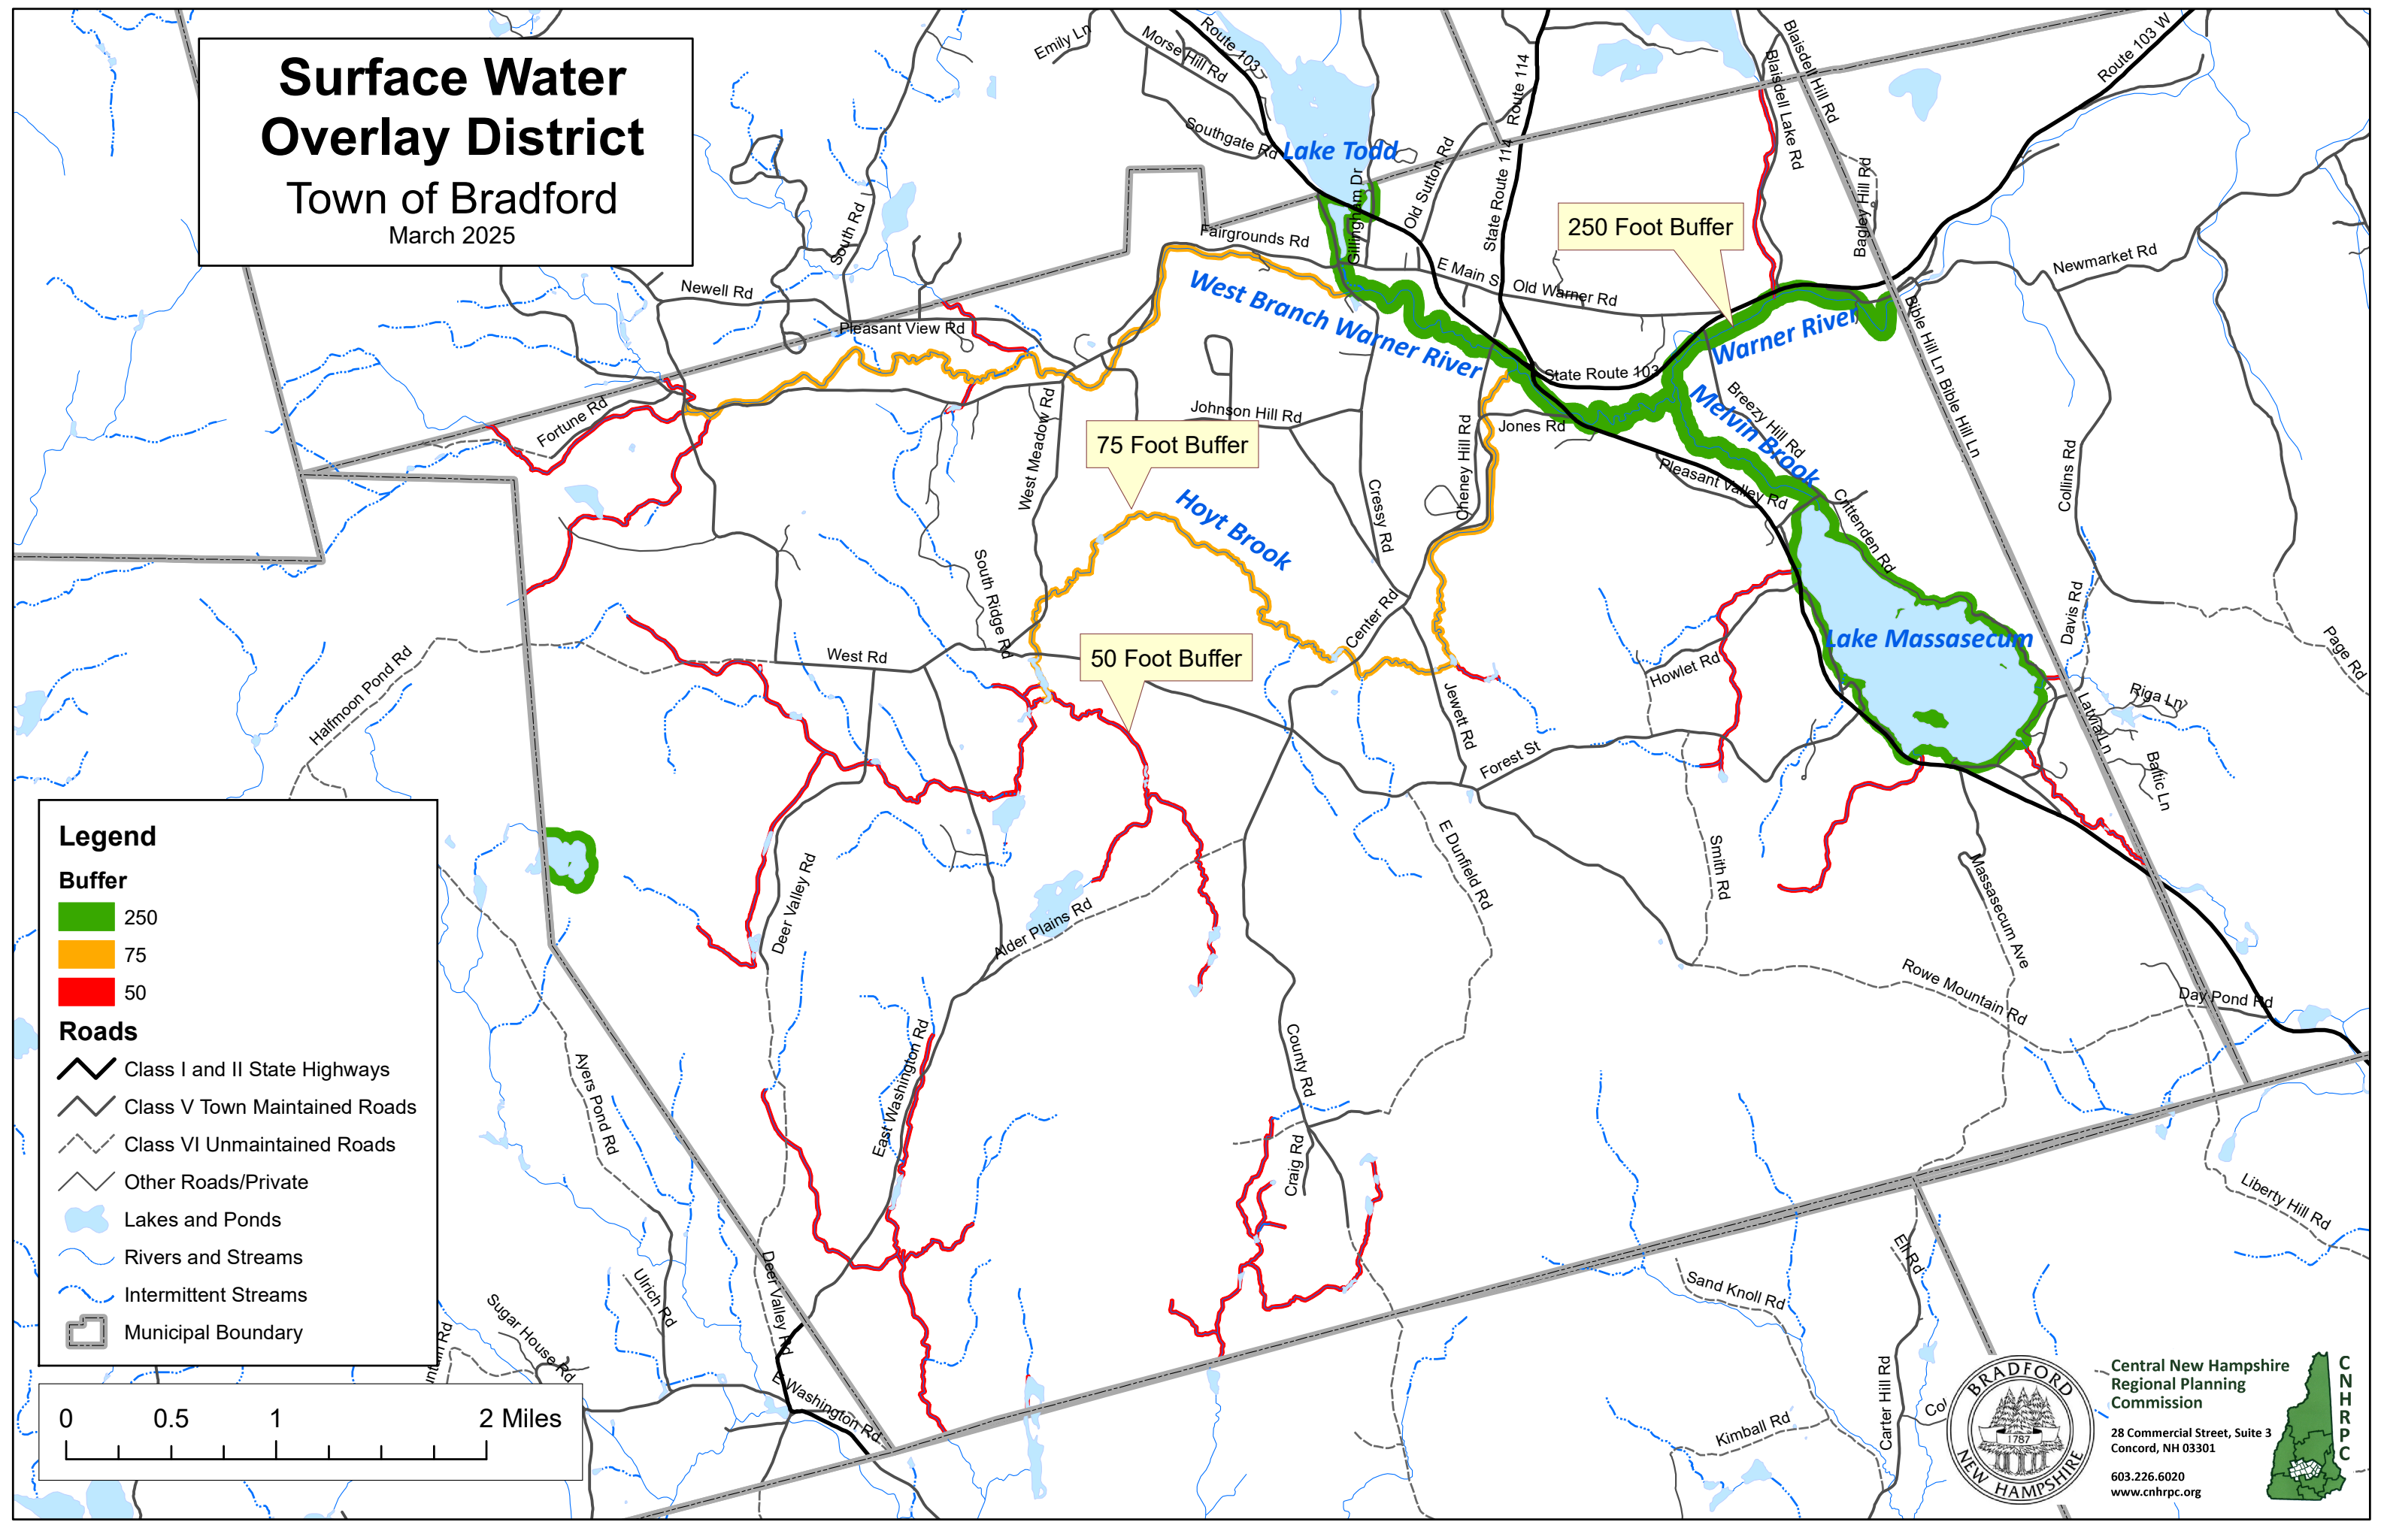 Surface Water
Overlay District
Town of Bradford
March 2025
Emily Ln
Morse Hill Rd
Route 103
Southgate Rd
Lake Todd
Gillingham Dr
Old Sutton Rd
Route 114
State Route 114
Blaisdell Lake Rd
Blaisdell Hill Rd
Route 103 W
Bagley Hill Rd
250 Foot Buffer
Newmarket Rd
South Rd
Newell Rd
Pleasant View Rd
Fairgrounds Rd
E Main S
Old Warner Rd
West Branch Warner River
Warner River
State Route 103
Melvin Brook
Breezy Hill Rd
Bible Hill Ln
Bible Hill Ln
Fortune Rd
West Meadow Rd
Johnson Hill Rd
75 Foot Buffer
Cheney Hill Rd
Jones Rd
Pleasant Valley Rd
Crittenden Rd
Collins Rd
Hoyt Brook
Cressy Rd
South Ridge Rd
Center Rd
50 Foot Buffer
West Rd
Halfmoon Pond Rd
Lake Massasecum
Davis Rd
Page Rd
Howlet Rd
Jewett Rd
Forest St
Riga Ln
Latvia Ln
Baltic Ln
Deer Valley Rd
Alder Plains Rd
E Dunfield Rd
Smith Rd
Massasecum Ave
Rowe Mountain Rd
Day Pond Rd
Ayers Pond Rd
East Washington Rd
County Rd
Craig Rd
Liberty Hill Rd
Deer Valley Rd
Ulrich Rd
Sugar House Rd
E Washington Rd
Sand Knoll Rd
Kimball Rd
Carter Hill Rd
Legend
Buffer
250
75
50
Roads
Class I and II State Highways
Class V Town Maintained Roads
Class VI Unmaintained Roads
Other Roads/Private
Lakes and Ponds
Rivers and Streams
Intermittent Streams
Municipal Boundary
0 0.5 1 2 Miles
BRADFORD
1787
NEW HAMPSHIRE
Central New Hampshire
Regional Planning
Commission
28 Commercial Street, Suite 3
Concord, NH 03301
603.226.6020
www.cnhrpc.org
CNHRPC